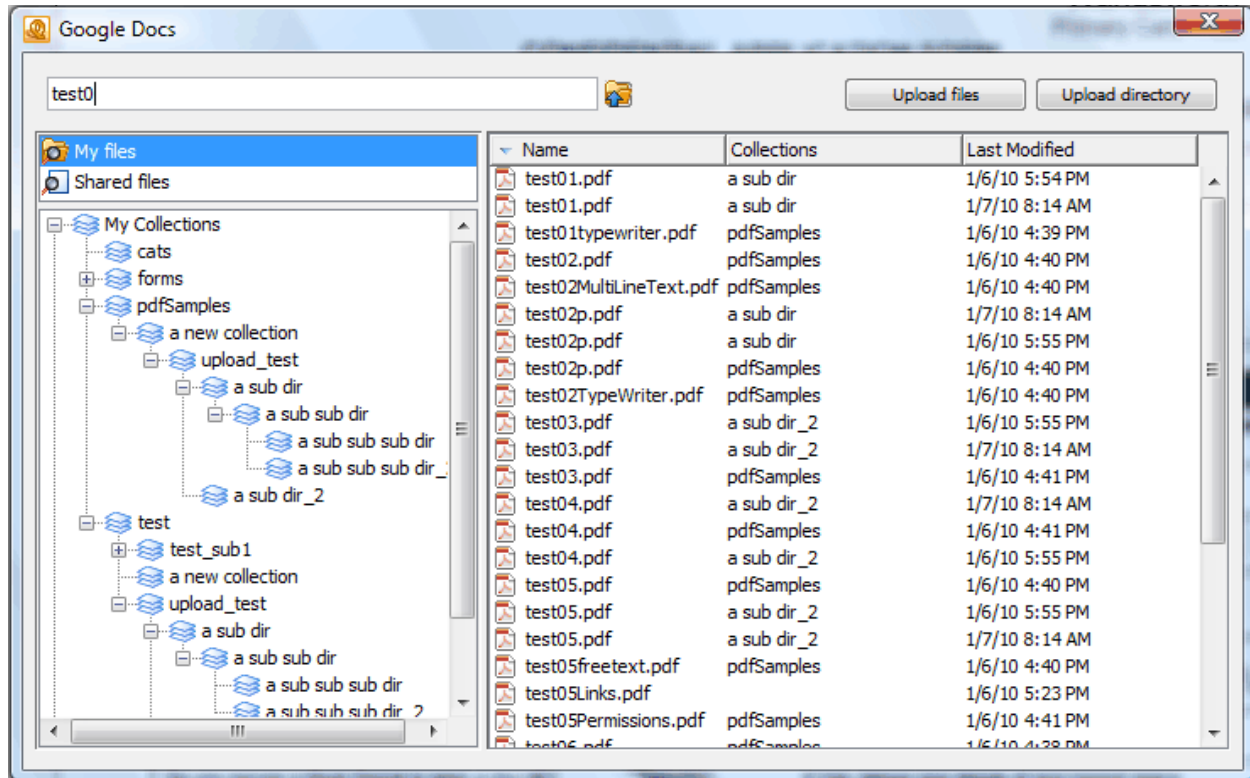 Google Docs
test0
Upload files Upload directory
My files
Shared files
My Collections
cats
forms
pdfSamples
a new collection
upload_test
a sub dir
a sub sub dir
a sub sub sub dir
a sub sub sub dir_
a sub dir_2
test
test_sub1
a new collection
upload_test
a sub dir
a sub sub dir
a sub sub sub dir
a sub sub sub dir_2
Name Collections Last Modified
test01.pdf a sub dir 1/6/10 5:54 PM
test01.pdf a sub dir 1/7/10 8:14 AM
test01typewriter.pdf pdfSamples 1/6/10 4:39 PM
test02.pdf pdfSamples 1/6/10 4:40 PM
test02MultiLineText.pdf pdfSamples 1/6/10 4:40 PM
test02p.pdf a sub dir 1/7/10 8:14 AM
test02p.pdf a sub dir 1/6/10 5:55 PM
test02p.pdf pdfSamples 1/6/10 4:40 PM
test02TypeWriter.pdf pdfSamples 1/6/10 4:40 PM
test03.pdf a sub dir_2 1/6/10 5:55 PM
test03.pdf a sub dir_2 1/7/10 8:14 AM
test03.pdf pdfSamples 1/6/10 4:41 PM
test04.pdf a sub dir_2 1/7/10 8:14 AM
test04.pdf pdfSamples 1/6/10 4:41 PM
test04.pdf a sub dir_2 1/6/10 5:55 PM
test05.pdf pdfSamples 1/6/10 4:40 PM
test05.pdf a sub dir_2 1/6/10 5:55 PM
test05.pdf a sub dir_2 1/7/10 8:14 AM
test05freetext.pdf pdfSamples 1/6/10 4:40 PM
test05Links.pdf 1/6/10 5:23 PM
test05Permissions.pdf pdfSamples 1/6/10 4:41 PM
test06.pdf pdfSamples 1/6/10 4:38 PM